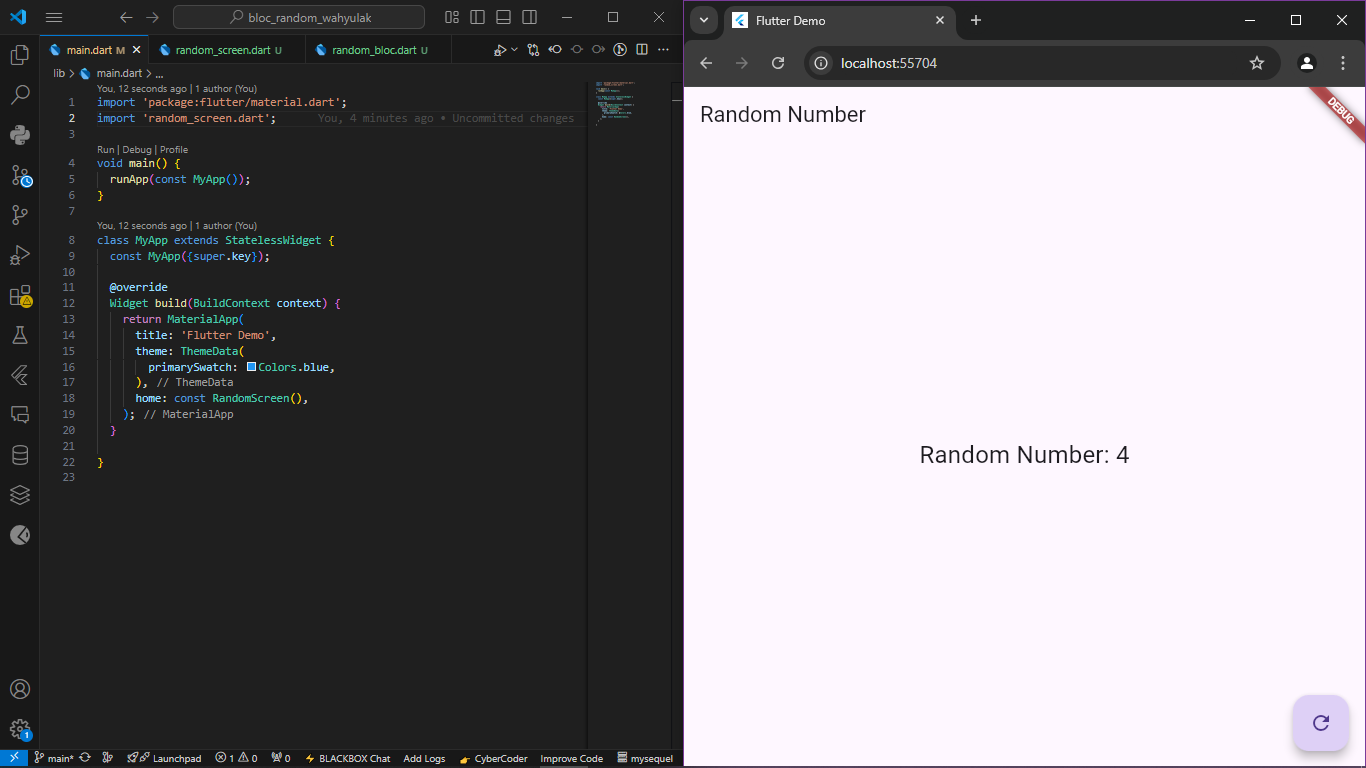 bloc_random_wahyulak
main.dart M
random_screen.dart U
random_bloc.dart U
lib > main.dart > ...
You, 12 seconds ago | 1 author (You)
1 import 'package:flutter/material.dart';
2 import 'random_screen.dart'; You, 4 minutes ago • Uncommitted changes
3
Run | Debug | Profile
4 void main() {
5 runApp(const MyApp());
6 }
7
You, 12 seconds ago | 1 author (You)
8 class MyApp extends StatelessWidget {
9 const MyApp({super.key});
10
11 @override
12 Widget build(BuildContext context) {
13 return MaterialApp(
14 title: 'Flutter Demo',
15 theme: ThemeData(
16 primarySwatch: Colors.blue,
17 ), // ThemeData
18 home: const RandomScreen(),
19 ); // MaterialApp
20 }
21
22 }
23
1
main* Launchpad 1 0 0 BLACKBOX Chat Add Logs CyberCoder Improve Code mysequel
Flutter Demo
localhost:55704
Random Number
DEBUG
Random Number: 4